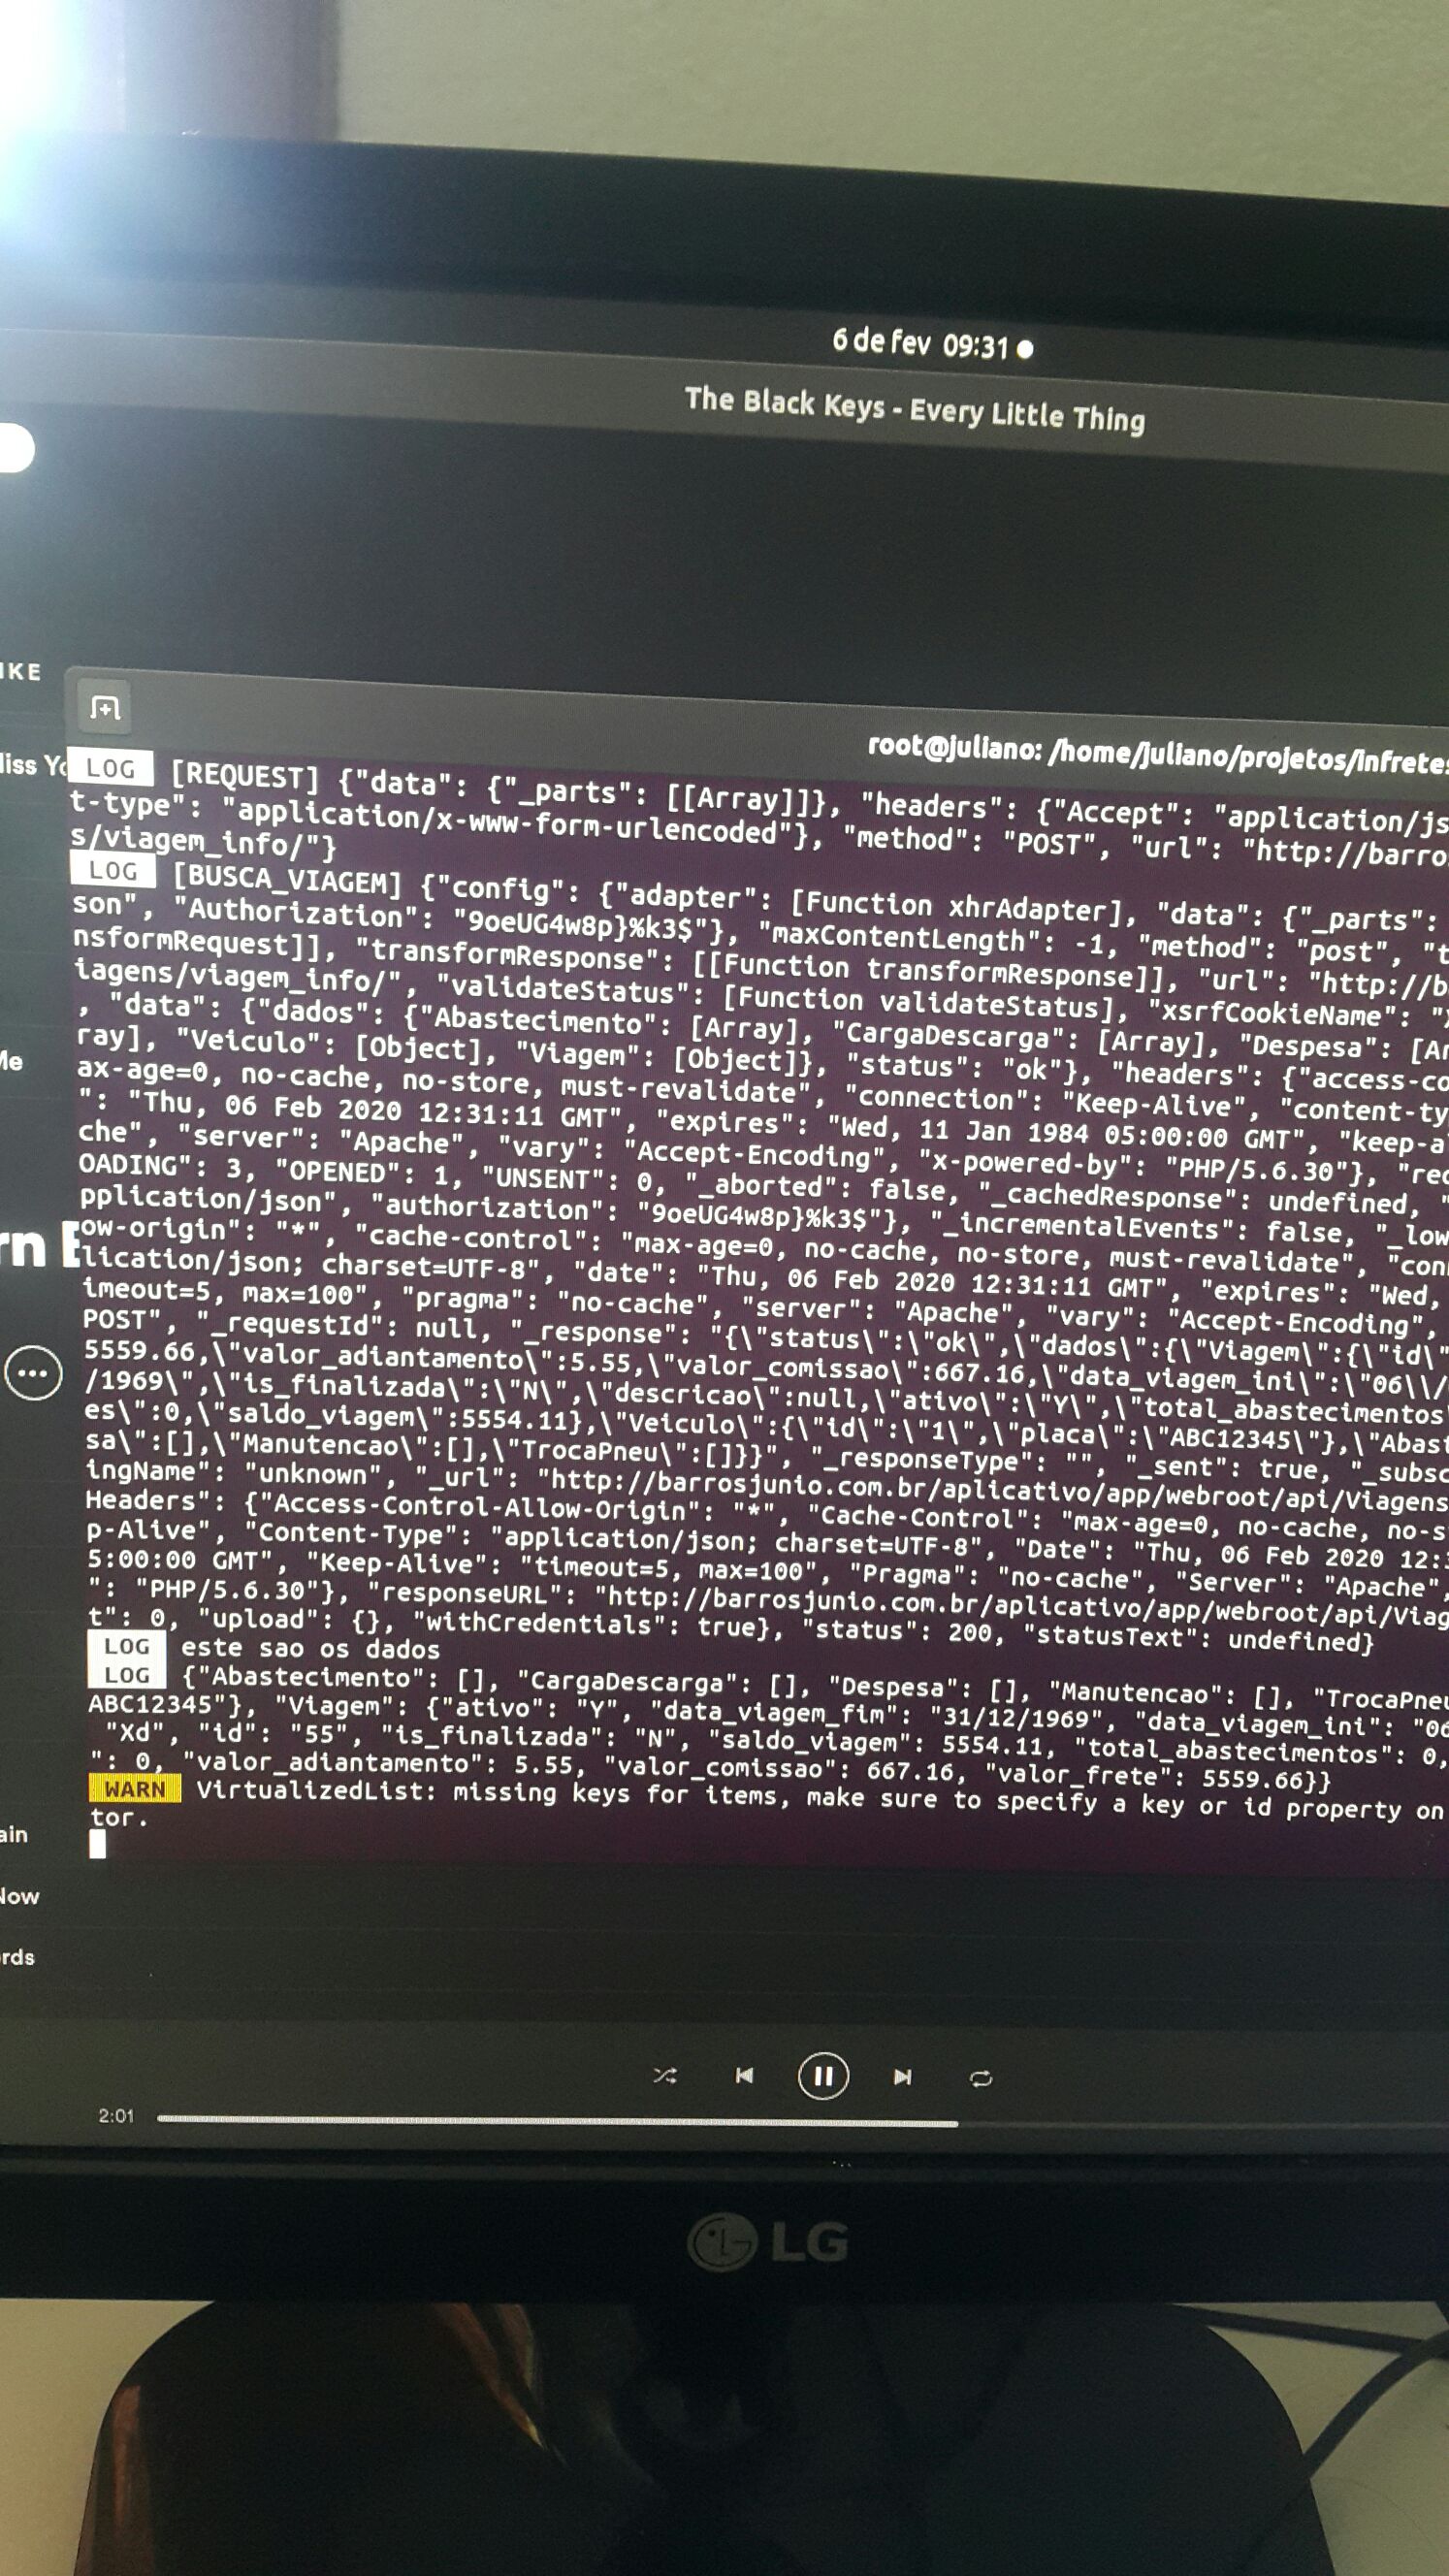 6 de fev 09:31
The Black Keys - Every Little Thing
IKE
root@juliano: /home/juliano/projetos/infretes
LOG [REQUEST] {"data": {"_parts": [[Array]]}, "headers": {"Accept": "application/js
t-type": "application/x-www-form-urlencoded"}, "method": "POST", "url": "http://barro
s/viagem_info/"}
LOG [BUSCA_VIAGEM] {"config": {"adapter": [Function xhrAdapter], "data": {"_parts":
son", "Authorization": "9oeUG4w8p}%k3$"}, "maxContentLength": -1, "method": "post", "t
nsformRequest]], "transformResponse": [[Function transformResponse]], "url": "http://b
iagens/viagem_info/", "validateStatus": [Function validateStatus], "xsrfCookieName": "
, "data": {"dados": {"Abastecimento": [Array], "CargaDescarga": [Array], "Despesa": [Ar
ray], "Veiculo": [Object], "Viagem": [Object]}, "status": "ok"}, "headers": {"access-co
ax-age=0, no-cache, no-store, must-revalidate", "connection": "Keep-Alive", "content-ty
": "Thu, 06 Feb 2020 12:31:11 GMT", "expires": "Wed, 11 Jan 1984 05:00:00 GMT", "keep-a
che", "server": "Apache", "vary": "Accept-Encoding", "x-powered-by": "PHP/5.6.30"}, "req
OADING": 3, "OPENED": 1, "UNSENT": 0, "_aborted": false, "_cachedResponse": undefined, "
pplication/json", "authorization": "9oeUG4w8p}%k3$"}, "_incrementalEvents": false, "_low
ow-origin": "*", "cache-control": "max-age=0, no-cache, no-store, must-revalidate", "conn
lication/json; charset=UTF-8", "date": "Thu, 06 Feb 2020 12:31:11 GMT", "expires": "Wed,
imeout=5, max=100", "pragma": "no-cache", "server": "Apache", "vary": "Accept-Encoding",
POST", "_requestId": null, "_response": "{\"status\":\"ok\",\"dados\":{\"Viagem\":{\"id\"
5559.66,\"valor_adiantamento\":5.55,\"valor_comissao\":667.16,\"data_viagem_ini\":\"06\\/
/1969\",\"is_finalizada\":\"N\",\"descricao\":null,\"ativo\":\"Y\",\"total_abastecimentos\
es\":0,\"saldo_viagem\":5554.11},\"Veiculo\":{\"id\":\"1\",\"placa\":\"ABC12345\"},\"Abast
sa\":[],\"Manutencao\":[],\"TrocaPneu\":[]}}", "_responseType": "", "_sent": true, "_subsc
ingName": "unknown", "_url": "http://barrosjunio.com.br/aplicativo/app/webroot/api/Viagens
Headers": {"Access-Control-Allow-Origin": "*", "Cache-Control": "max-age=0, no-cache, no-s
p-Alive", "Content-Type": "application/json; charset=UTF-8", "Date": "Thu, 06 Feb 2020 12:
5:00:00 GMT", "Keep-Alive": "timeout=5, max=100", "Pragma": "no-cache", "Server": "Apache",
": "PHP/5.6.30"}, "responseURL": "http://barrosjunio.com.br/aplicativo/app/webroot/api/Viag
t": 0, "upload": {}, "withCredentials": true}, "status": 200, "statusText": undefined}
LOG este sao os dados
LOG {"Abastecimento": [], "CargaDescarga": [], "Despesa": [], "Manutencao": [], "TrocaPneu
ABC12345"}, "Viagem": {"ativo": "Y", "data_viagem_fim": "31/12/1969", "data_viagem_ini": "06
"Xd", "id": "55", "is_finalizada": "N", "saldo_viagem": 5554.11, "total_abastecimentos": 0,
": 0, "valor_adiantamento": 5.55, "valor_comissao": 667.16, "valor_frete": 5559.66}}
WARN VirtualizedList: missing keys for items, make sure to specify a key or id property on
tor.
liss Yo
Me
rn E
ain
Now
rds
2:01
LG